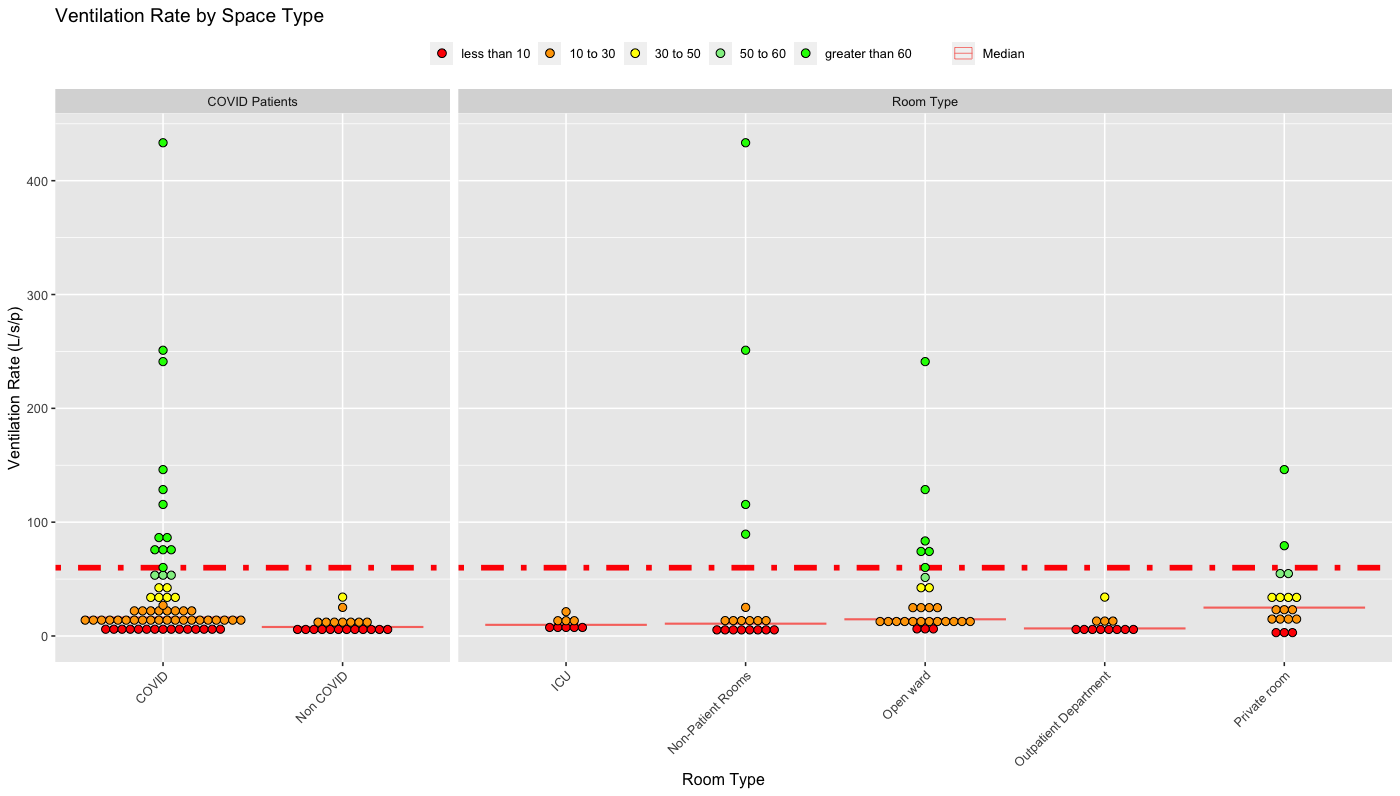 Ventilation Rate by Space Type
less than 10 10 to 30 30 to 50 50 to 60 greater than 60 Median
COVID Patients Room Type
Ventilation Rate (L/s/p)
400
300
200
100
0
COVID Non COVID ICU Non-Patient Rooms Open ward Outpatient Department Private room
Room Type